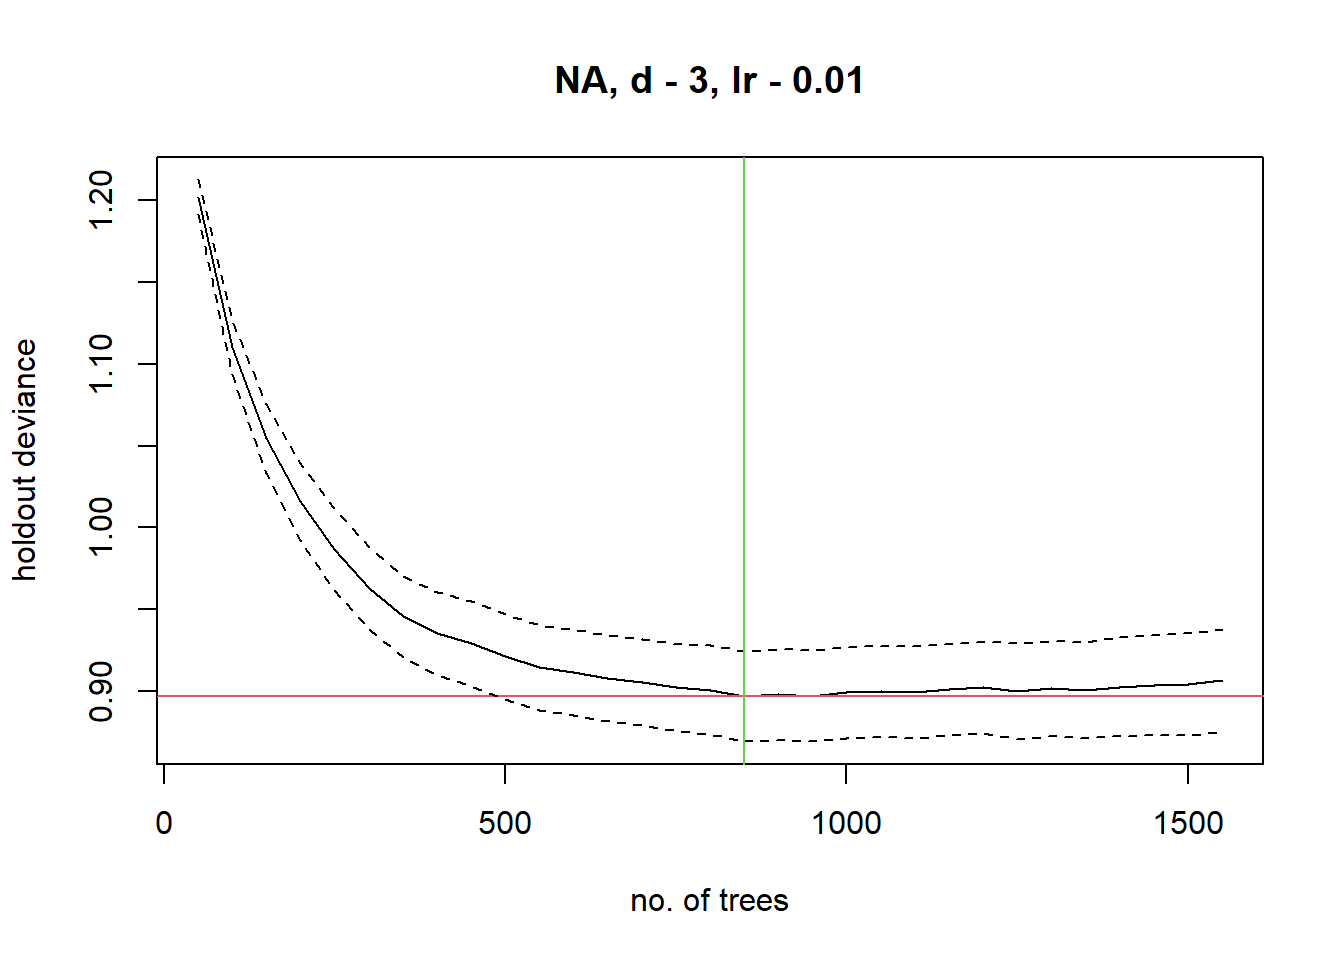 NA, d - 3, lr - 0.01
1.20
1.10
1.00
0.90
holdout deviance
0
500
1000
1500
no. of trees